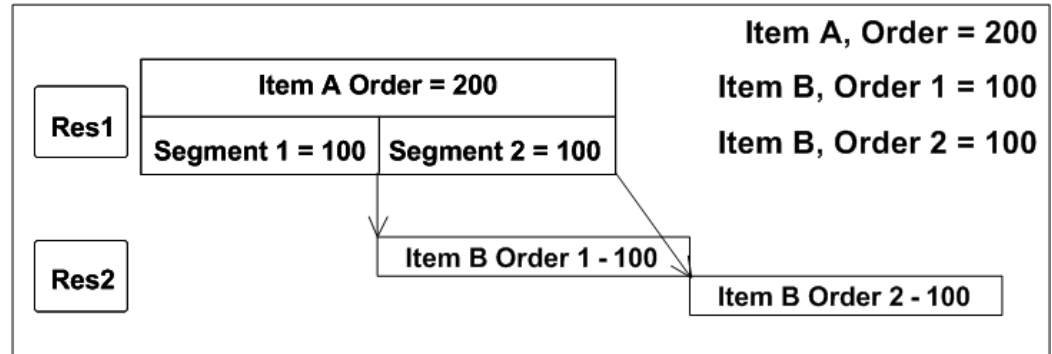 Item A, Order = 200
Item B, Order 1 = 100
Item B, Order 2 = 100
Res1
Item A Order = 200
Segment 1 = 100
Segment 2 = 100
Res2
Item B Order 1 - 100
Item B Order 2 - 100